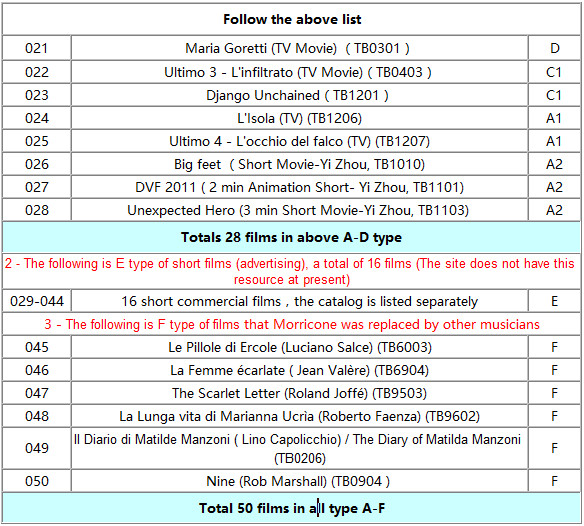 Follow the above list
021 Maria Goretti (TV Movie) ( TB0301 ) D
022 Ultimo 3 - L'infiltrato (TV Movie) ( TB0403 ) C1
023 Django Unchained ( TB1201 ) C1
024 L'Isola (TV) (TB1206) A1
025 Ultimo 4 - L'occhio del falco (TV) (TB1207) A1
026 Big feet ( Short Movie-Yi Zhou, TB1010) A2
027 DVF 2011 ( 2 min Animation Short- Yi Zhou, TB1101) A2
028 Unexpected Hero (3 min Short Movie-Yi Zhou, TB1103) A2
Totals 28 films in above A-D type
2 - The following is E type of short films (advertising), a total of 16 films (The site does not have this
resource at present)
029-044 16 short commercial films , the catalog is listed separately E
3 - The following is F type of films that Morricone was replaced by other musicians
045 Le Pillole di Ercole (Luciano Salce) (TB6003) F
046 La Femme écarlate ( Jean Valère) (TB6904) F
047 The Scarlet Letter (Roland Joffé) (TB9503) F
048 La Lunga vita di Marianna Ucrìa (Roberto Faenza) (TB9602) F
049 Il Diario di Matilde Manzoni ( Lino Capolicchio) / The Diary of Matilda Manzoni
(TB0206) F
050 Nine (Rob Marshall) (TB0904 ) F
Total 50 films in all type A-F